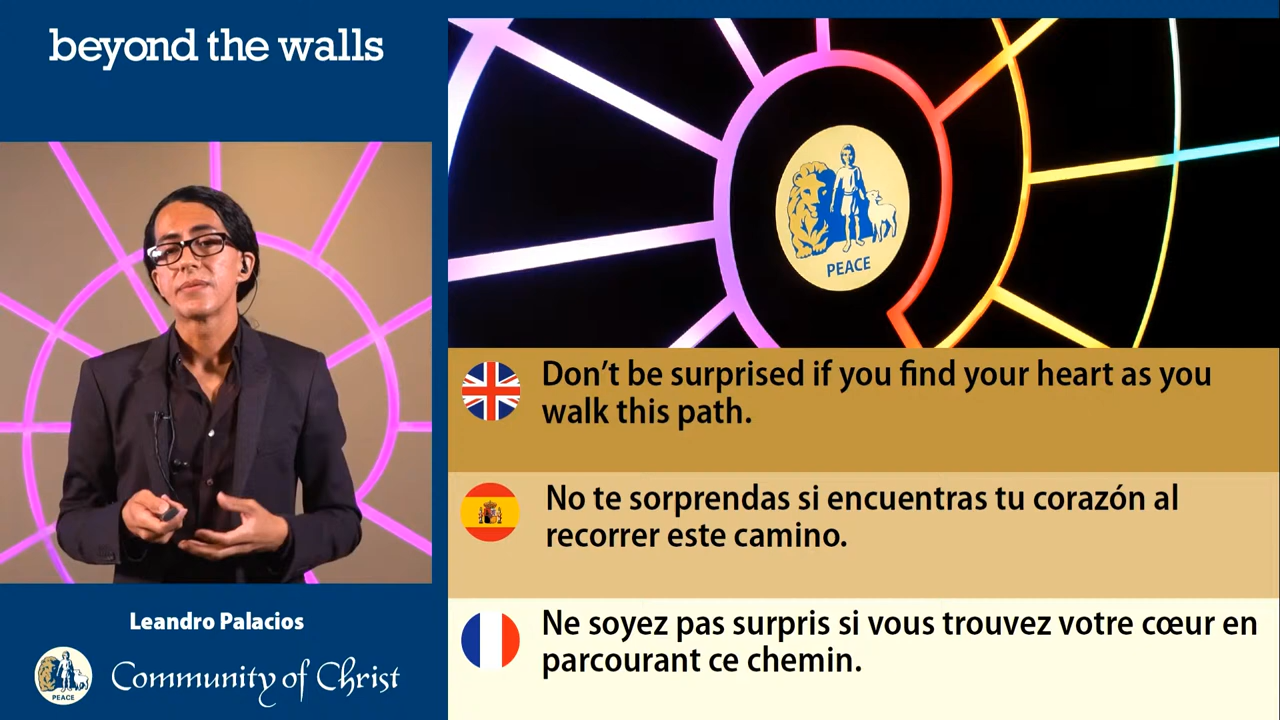 beyond the walls
PEACE
Don't be surprised if you find your heart as you
walk this path.
No te sorprendas si encuentras tu corazón al
recorrer este camino.
Ne soyez pas surpris si vous trouvez votre cœur en
parcourant ce chemin.
Leandro Palacios
PEACE
Community of Christ